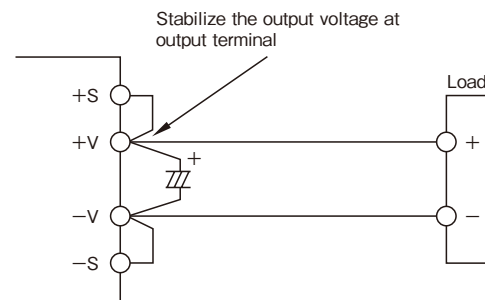 Stabilize the output voltage at
output terminal
Load
+S
+V
+
+
−V
−
−S